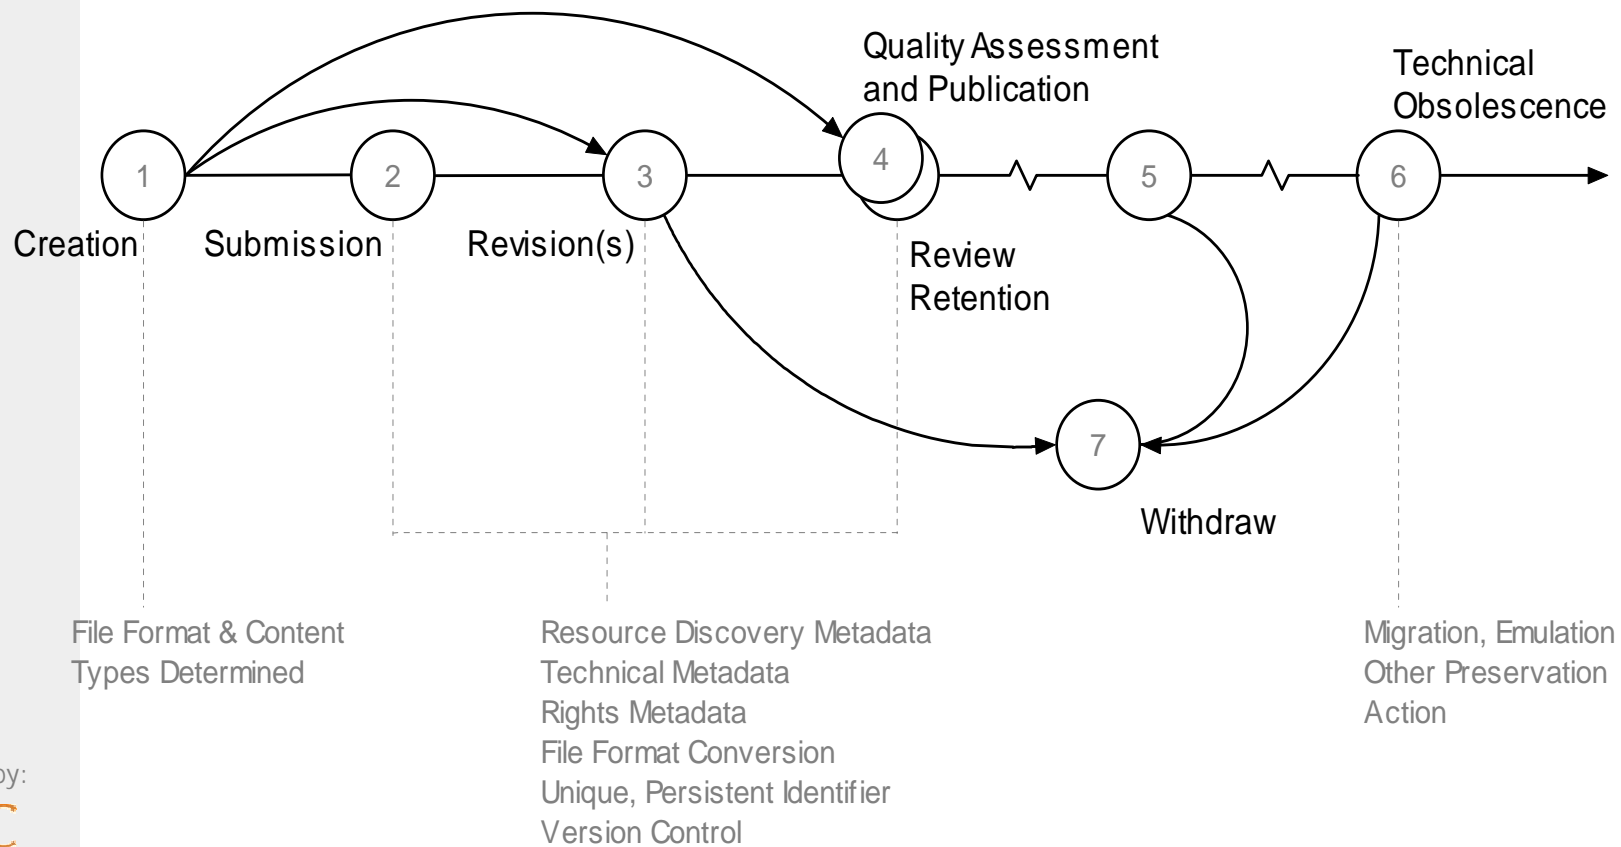 Quality Assessment
and Publication
Technical
Obsolescence
1
2
3
4
5
6
Creation
Submission
Revision(s)
Review
Retention
7
Withdraw
File Format & Content
Types Determined
Resource Discovery Metadata
Technical Metadata
Rights Metadata
File Format Conversion
Unique, Persistent Identifier
Version Control
Migration, Emulation
Other Preservation
Action
by:
C